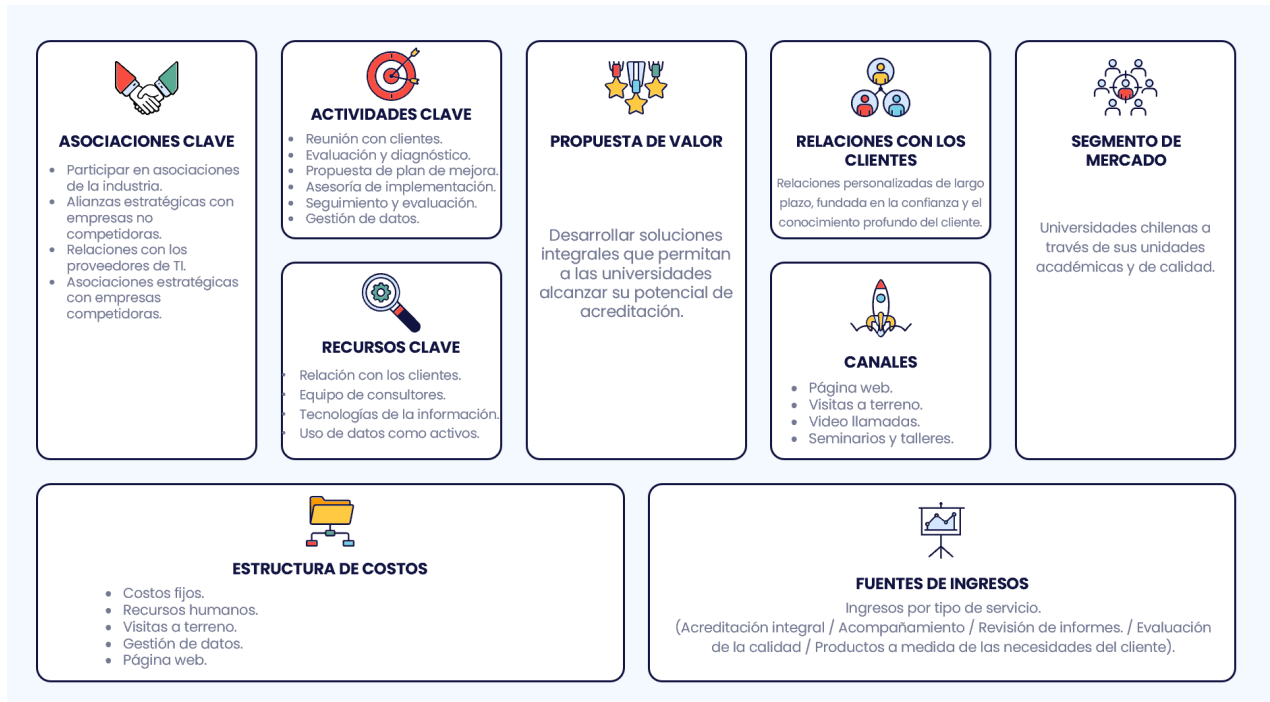 ASOCIACIONES CLAVE
• Participar en asociaciones
de la industria.
• Alianzas estratégicas con
empresas no
competidoras.
• Relaciones con los
proveedores de TI.
• Asociaciones estratégicas
con empresas
competidoras.
ACTIVIDADES CLAVE
• Reunión con clientes.
• Evaluación y diagnóstico.
• Propuesta de plan de mejora.
• Asesoría de implementación.
• Seguimiento y evaluación.
• Gestión de datos.
RECURSOS CLAVE
• Relación con los clientes.
• Equipo de consultores.
• Tecnologías de la información.
• Uso de datos como activos.
PROPUESTA DE VALOR
Desarrollar soluciones
integrales que permitan
a las universidades
alcanzar su potencial de
acreditación.
RELACIONES CON LOS
CLIENTES
Relaciones personalizadas de largo
plazo, fundada en la confianza y el
conocimiento profundo del cliente.
CANALES
• Página web.
• Visitas a terreno.
• Video llamadas.
• Seminarios y talleres.
SEGMENTO DE
MERCADO
Universidades chilenas a
través de sus unidades
académicas y de calidad.
ESTRUCTURA DE COSTOS
• Costos fijos.
• Recursos humanos.
• Visitas a terreno.
• Gestión de datos.
• Página web.
FUENTES DE INGRESOS
Ingresos por tipo de servicio.
(Acreditación integral / Acompañamiento / Revisión de informes. / Evaluación
de la calidad / Productos a medida de las necesidades del cliente).